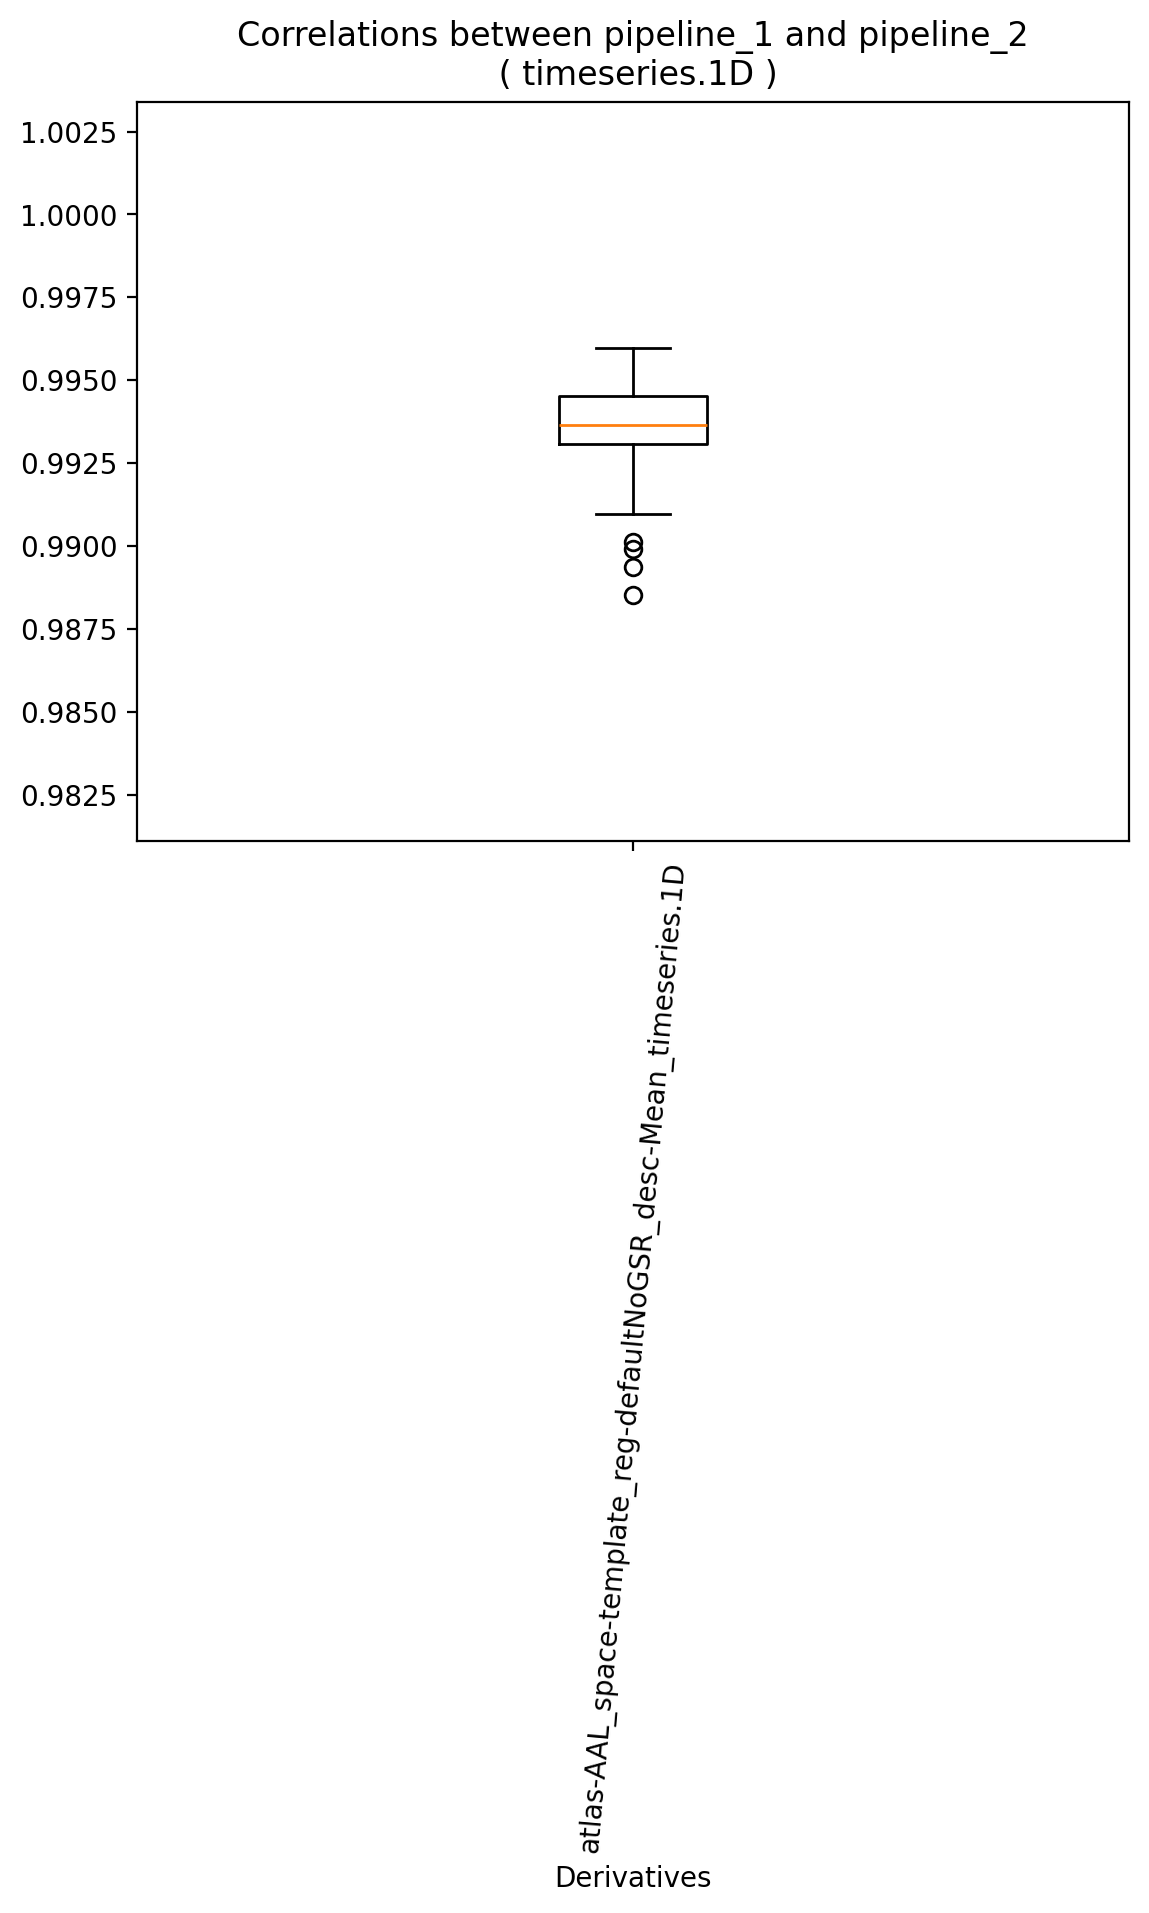 Correlations between pipeline_1 and pipeline_2
( timeseries.1D )
1.0025
1.0000
0.9975
0.9950
0.9925
0.9900
0.9875
0.9850
0.9825
atlas-AAL_space-template_reg-defaultNoGSR_desc-Mean_timeseries.1D
Derivatives